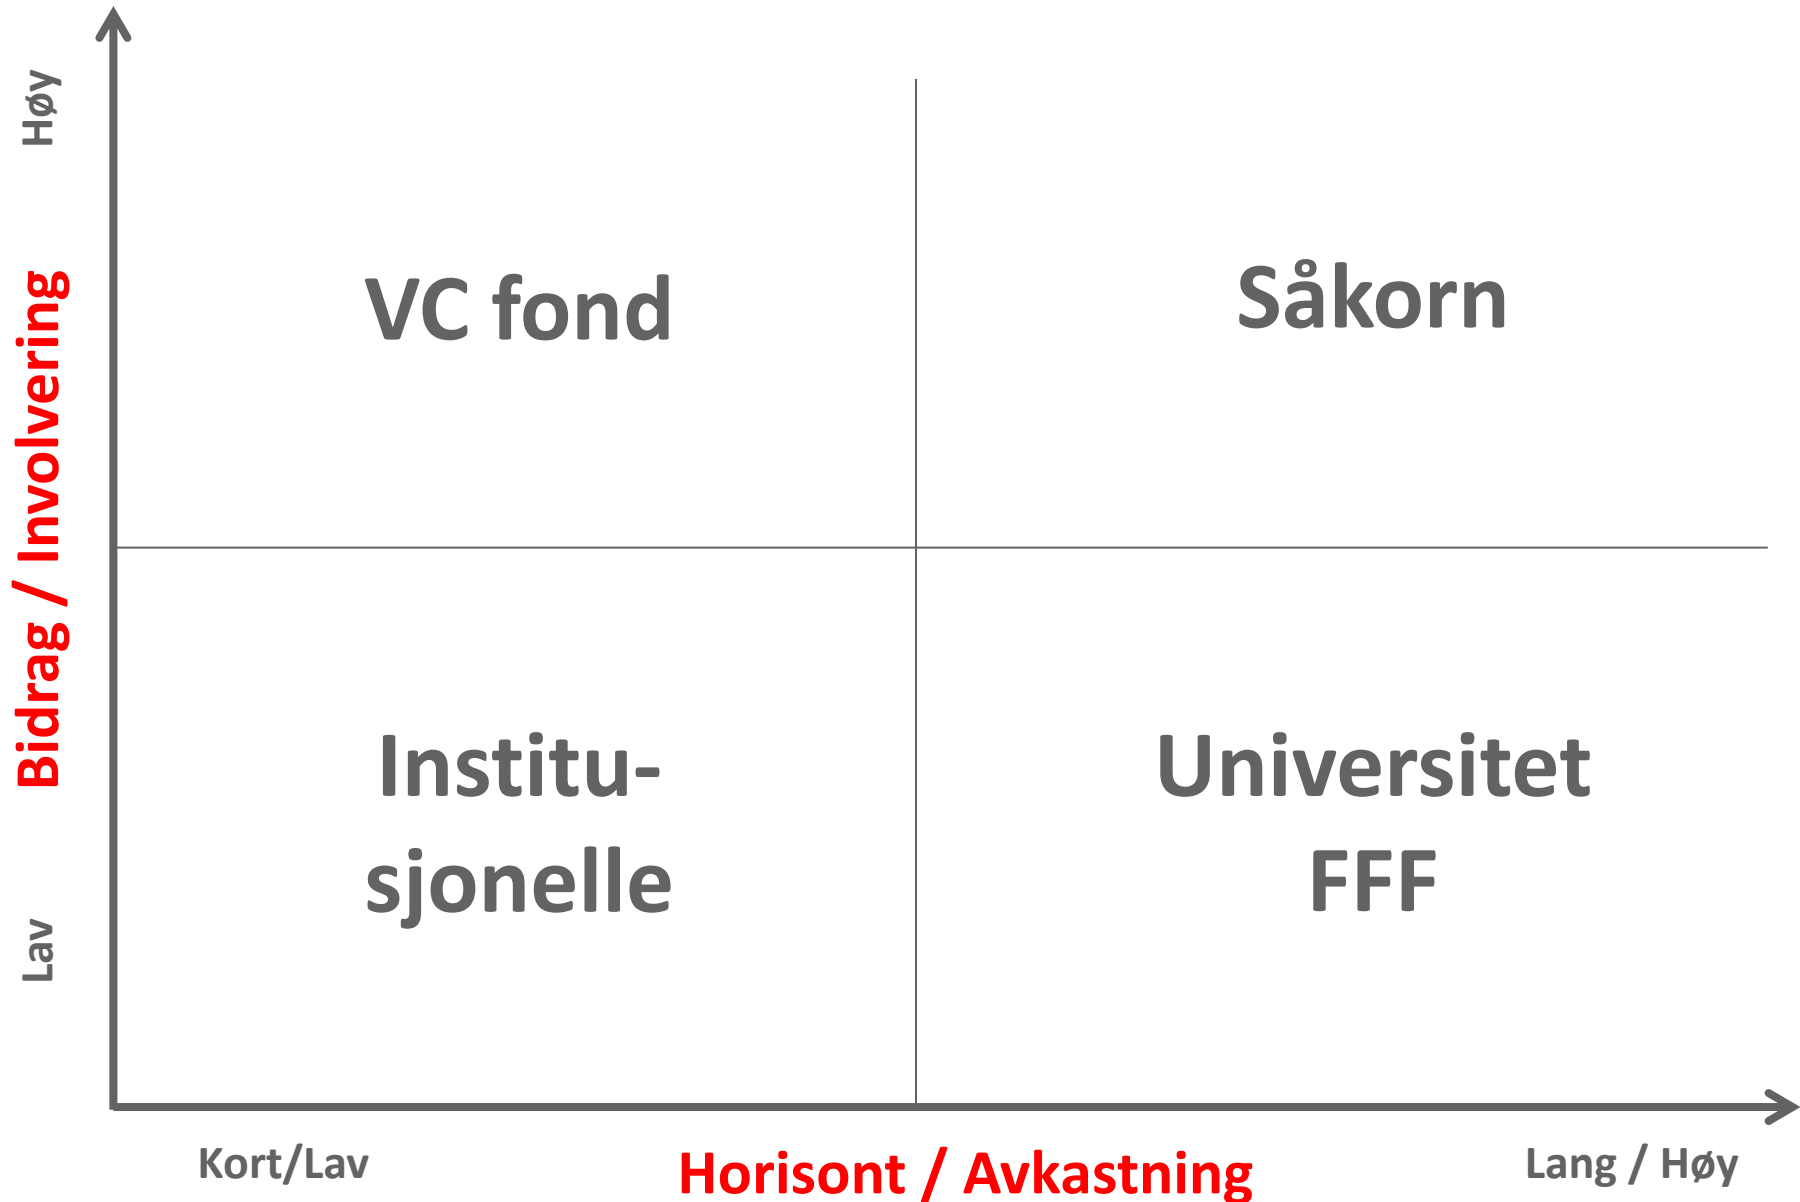 Høy
Bidrag / Involvering
Lav
VC fond
Såkorn
Institu-
sjonelle
Universitet
FFF
Kort/Lav
Horisont / Avkastning
Lang / Høy